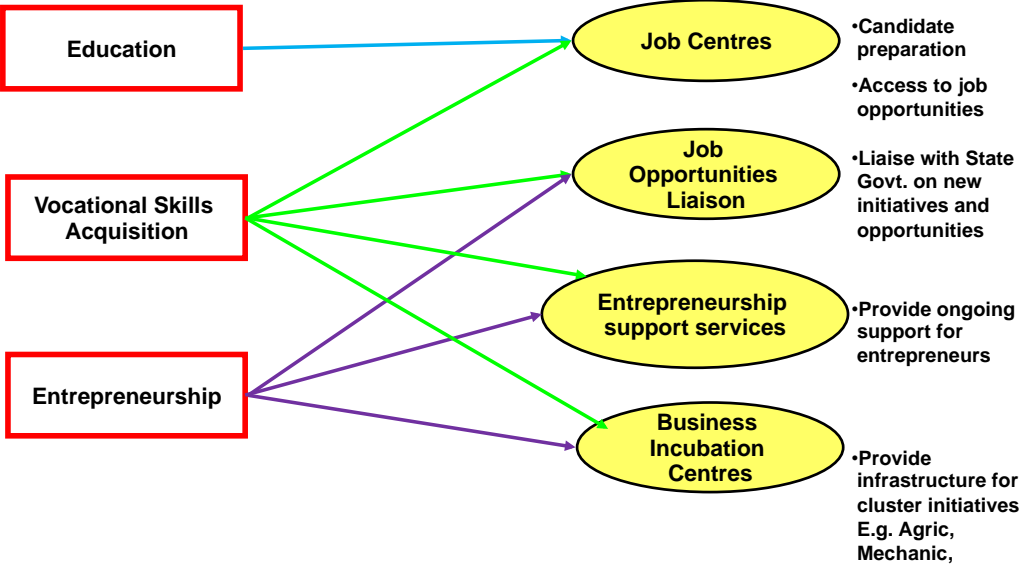 Education
Vocational Skills
Acquisition
Entrepreneurship
Job Centres
Job
Opportunities
Liaison
Entrepreneurship
support services
Business
Incubation
Centres
•Candidate
preparation
•Access to job
opportunities
•Liaise with State
Govt. on new
initiatives and
opportunities
•Provide ongoing
support for
entrepreneurs
•Provide
infrastructure for
cluster initiatives
E.g. Agric,
Mechanic,